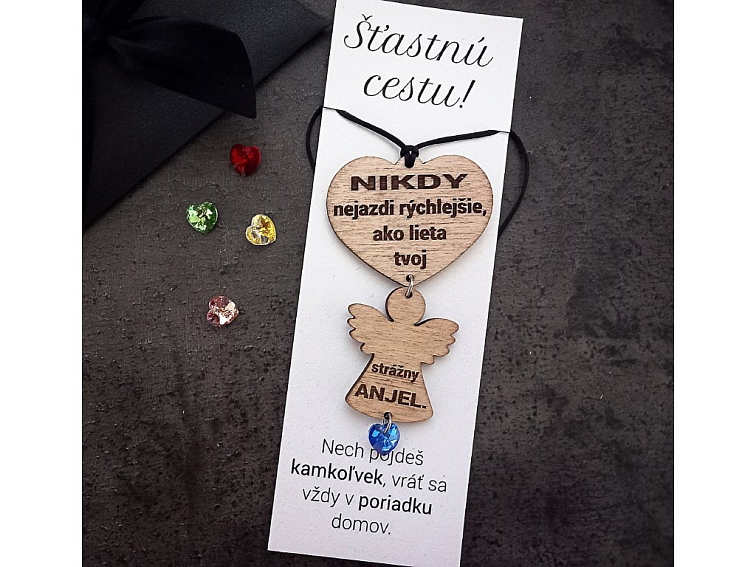 Šťastnú
cestu!
NIKDY
nejazdi rýchlejšie,
ako lieta
tvoj
strážny
ANJEL.
Nech pôjdeš
kamkoľvek, vráť sa
vždy v poriadku
domov.